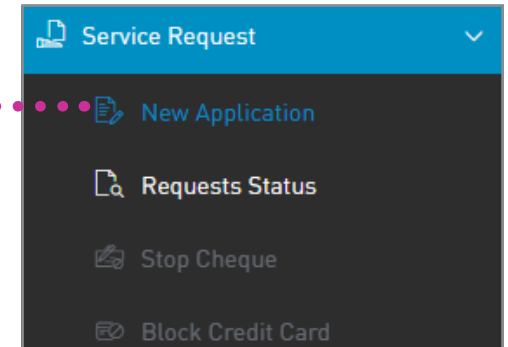 Service Request
New Application
Requests Status
Stop Cheque
Block Credit Card